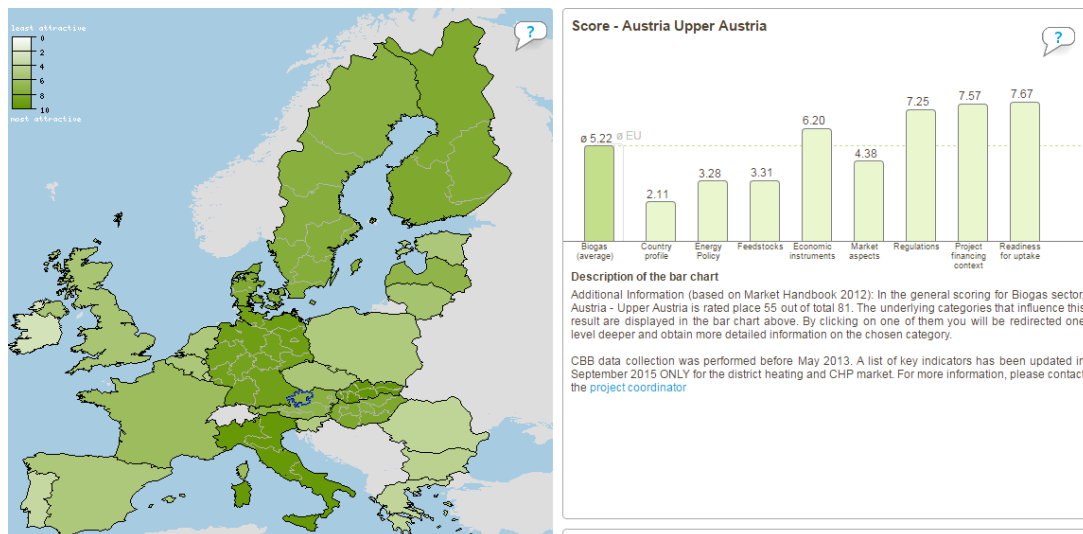 least attractive
0
2
4
6
8
10
most attractive
?
Score - Austria Upper Austria
?
ø 5.22
ø EU
2.11
3.28
3.31
6.20
4.38
7.25
7.57
7.67
Biogas
(average)
Country
profile
Energy
Policy
Feedstocks
Economic
instruments
Market
aspects
Regulations
Project
financing
context
Readiness
for uptake
Description of the bar chart
Additional Information (based on Market Handbook 2012): In the general scoring for Biogas sector,
Austria - Upper Austria is rated place 55 out of total 81. The underlying categories that influence this
result are displayed in the bar chart above. By clicking on one of them you will be redirected one
level deeper and obtain more detailed information on the chosen category.
CBB data collection was performed before May 2013. A list of key indicators has been updated in
September 2015 ONLY for the district heating and CHP market. For more information, please contact
the project coordinator